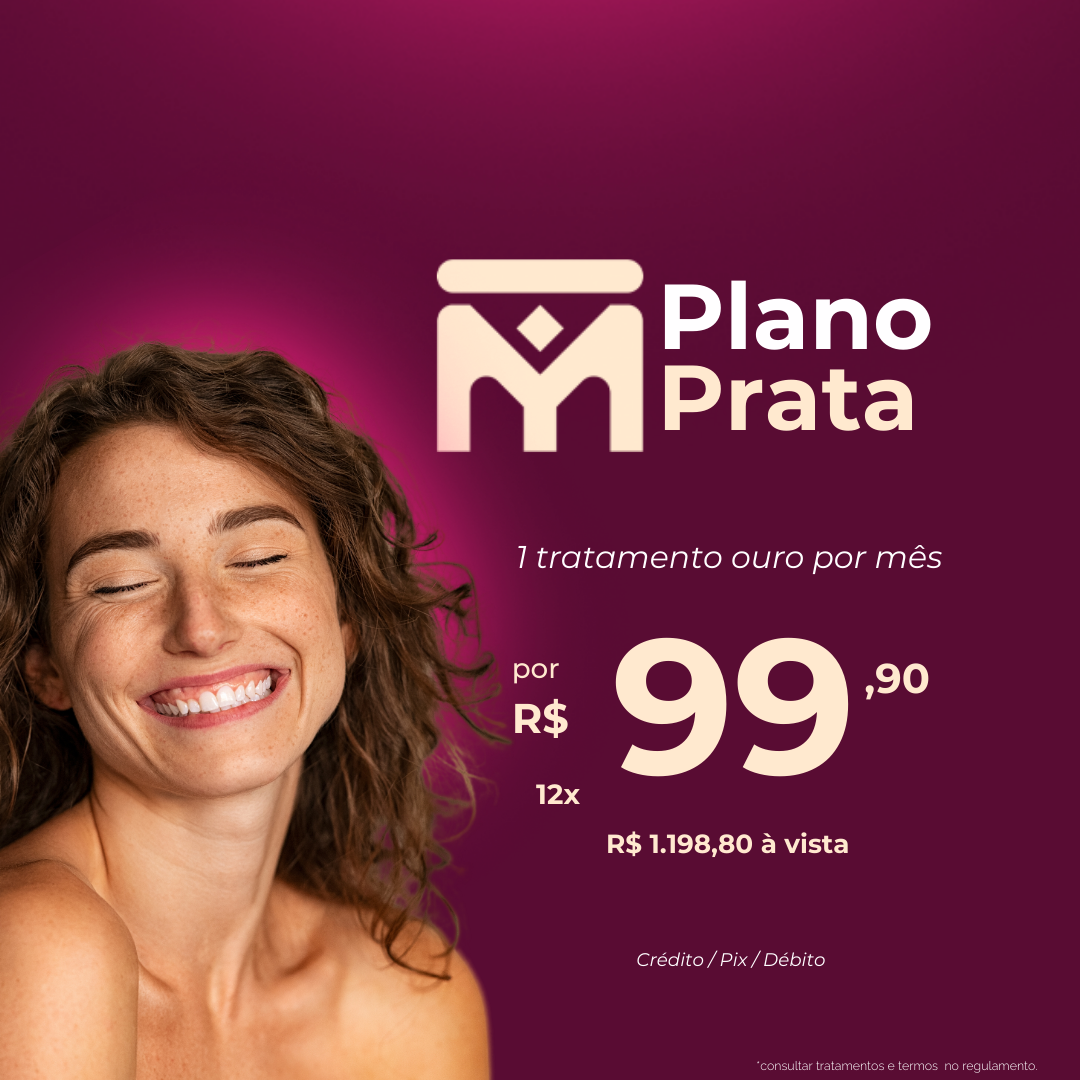 Plano
Prata
1 tratamento ouro por mês
por
R$ 99,90
12x
R$ 1.198,80 à vista
Crédito / Pix / Débito
*consultar tratamentos e termos no regulamento.